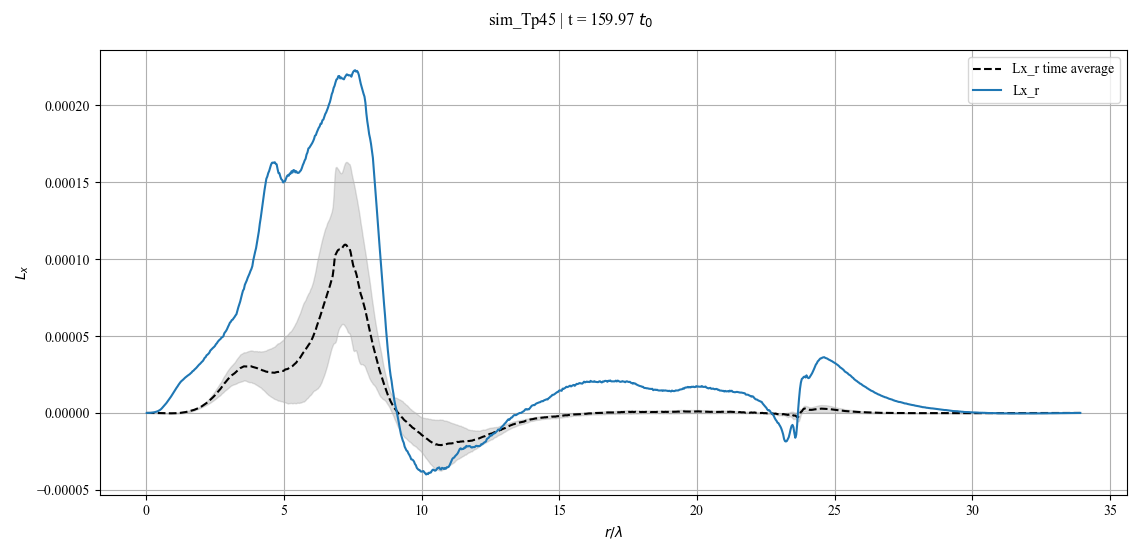 sim_Tp45 | t = 159.97 t₀
Lx_r time average
Lx_r
0.00020
0.00015
0.00010
0.00005
0.00000
−0.00005
Lₓ
0 5 10 15 20 25 30 35
r/λ